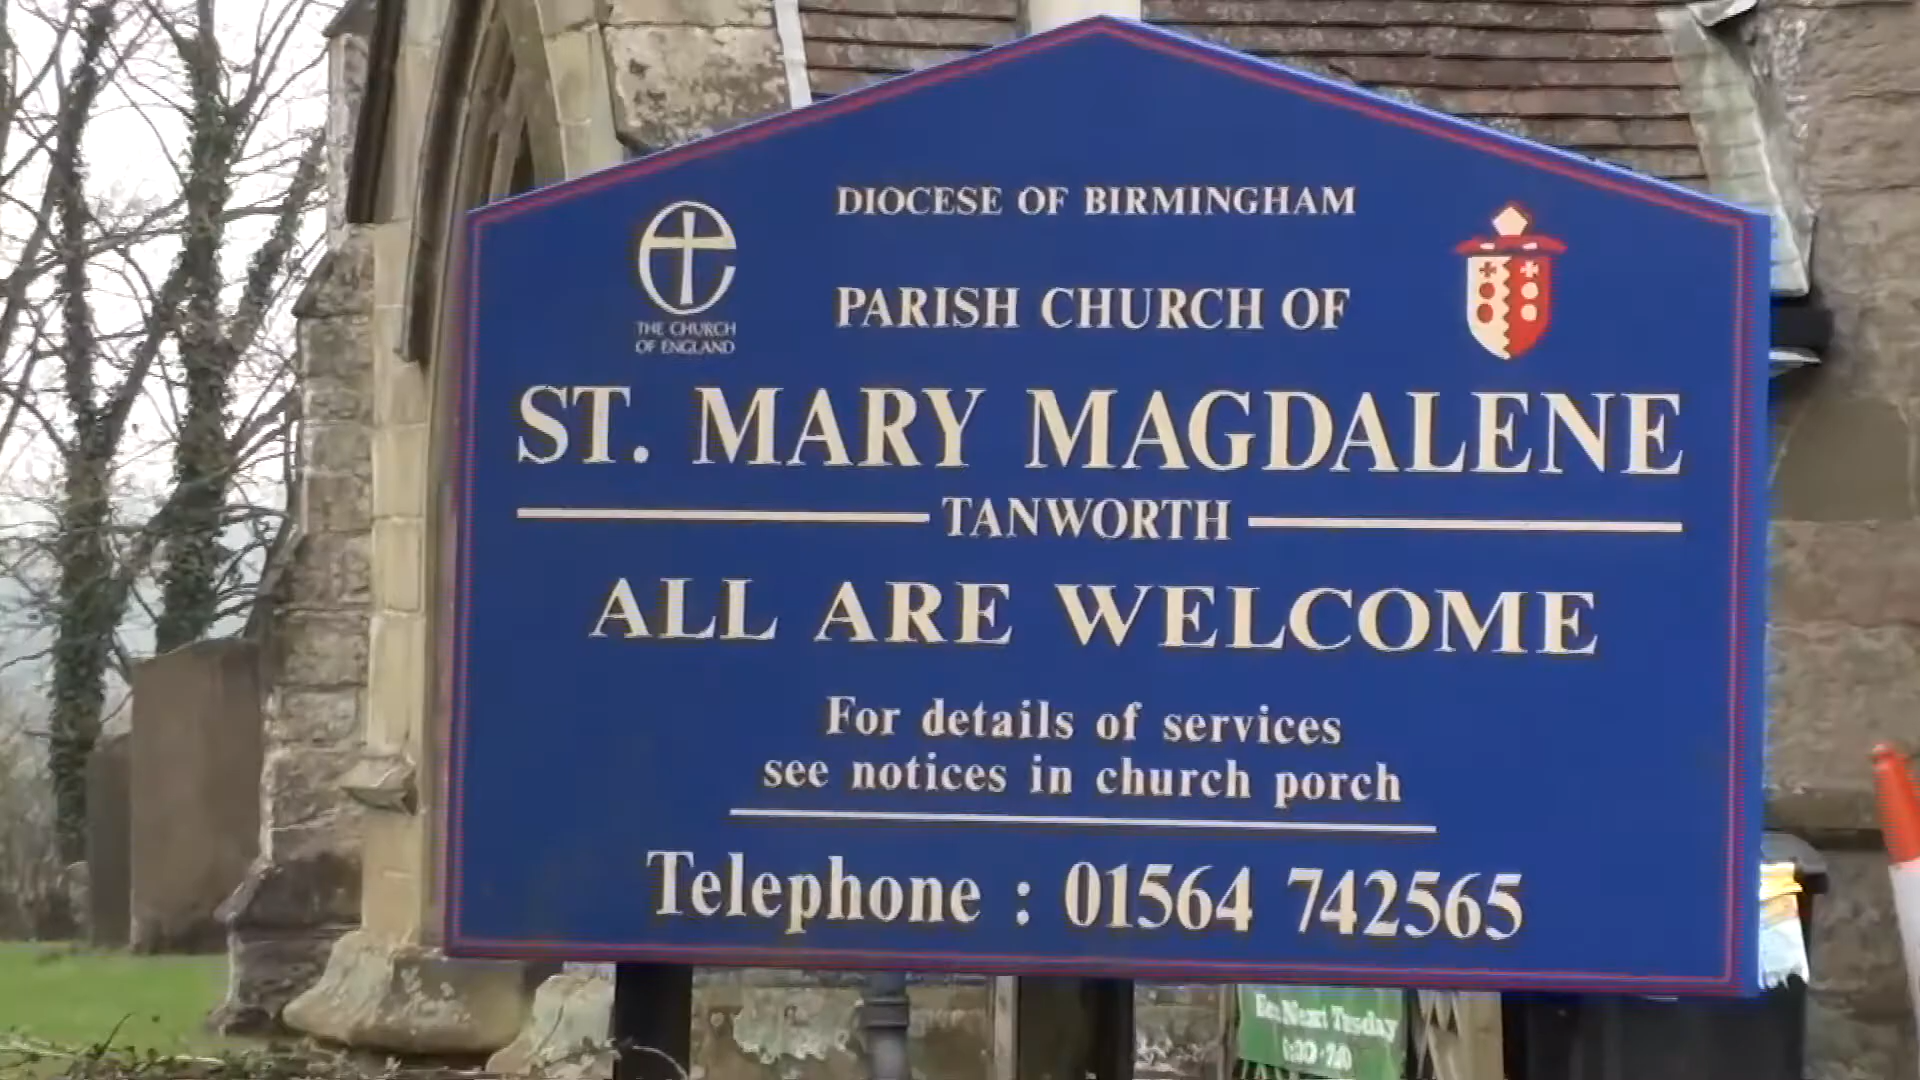 DIOCESE OF BIRMINGHAM
THE CHURCH
OF ENGLAND
PARISH CHURCH OF
ST. MARY MAGDALENE
TANWORTH
ALL ARE WELCOME
For details of services
see notices in church porch
Telephone : 01564 742565
Next